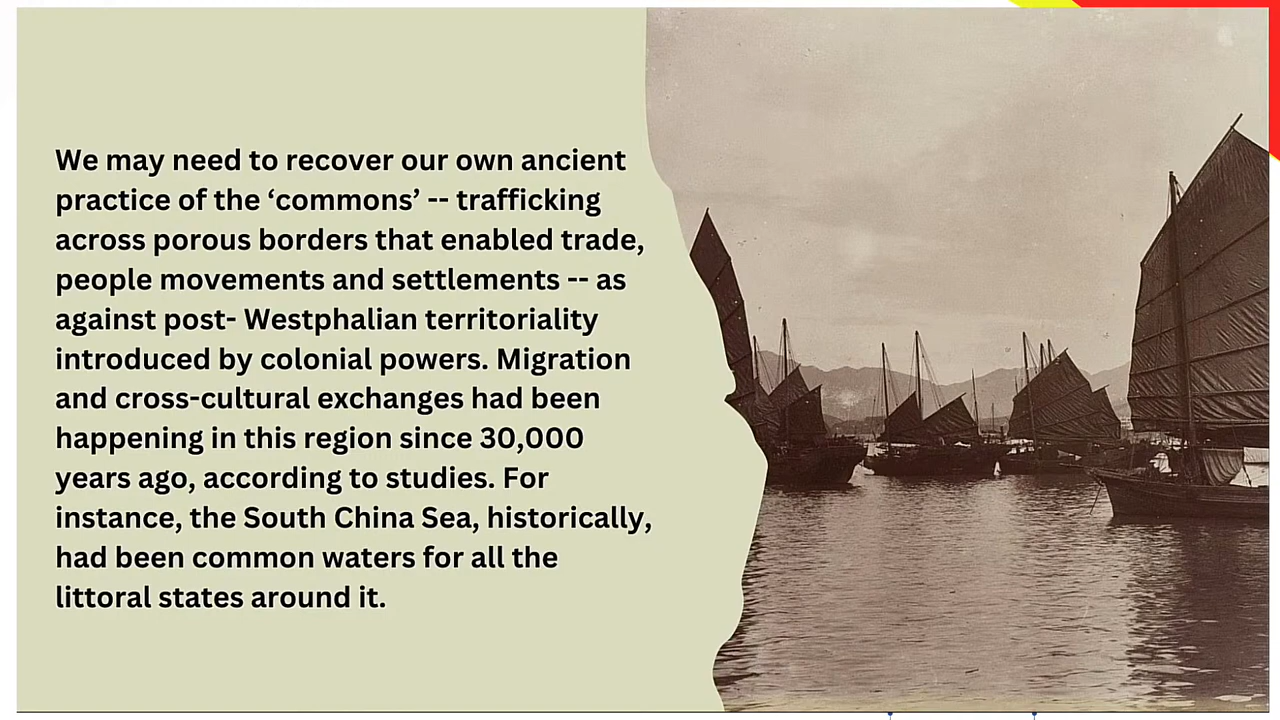 We may need to recover our own ancient
practice of the ‘commons’ -- trafficking
across porous borders that enabled trade,
people movements and settlements -- as
against post- Westphalian territoriality
introduced by colonial powers. Migration
and cross-cultural exchanges had been
happening in this region since 30,000
years ago, according to studies. For
instance, the South China Sea, historically,
had been common waters for all the
littoral states around it.